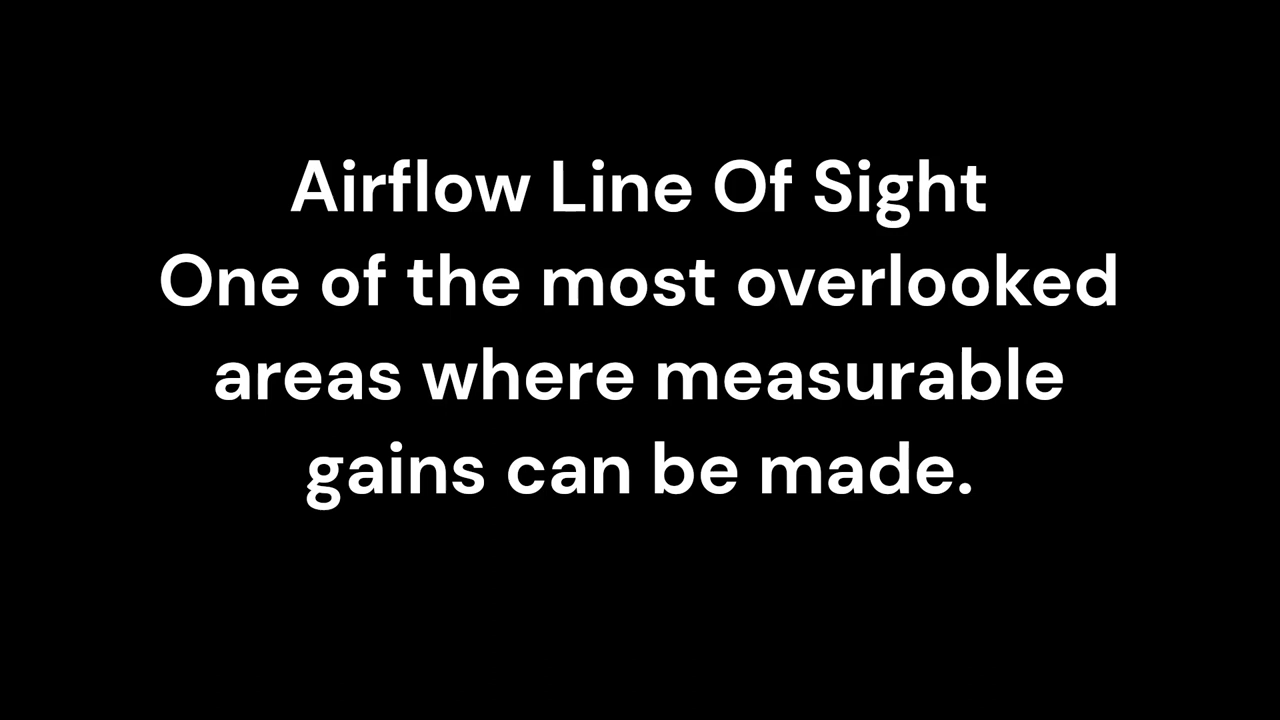 Airflow Line Of Sight
One of the most overlooked
areas where measurable
gains can be made.